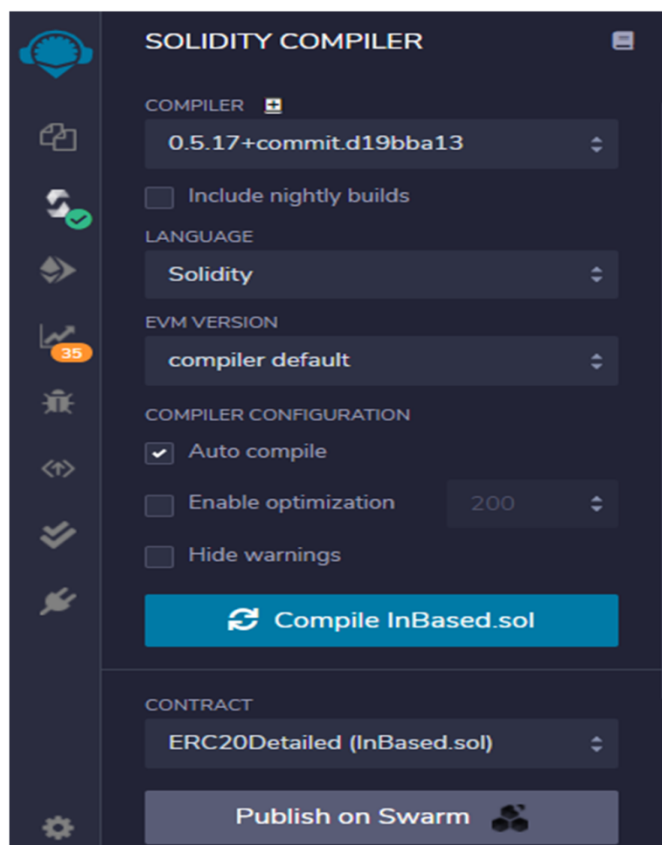 SOLIDITY COMPILER
COMPILER
0.5.17+commit.d19bba13
Include nightly builds
LANGUAGE
Solidity
EVM VERSION
compiler default
35
COMPILER CONFIGURATION
Auto compile
Enable optimization 200
Hide warnings
Compile InBased.sol
CONTRACT
ERC20Detailed (InBased.sol)
Publish on Swarm